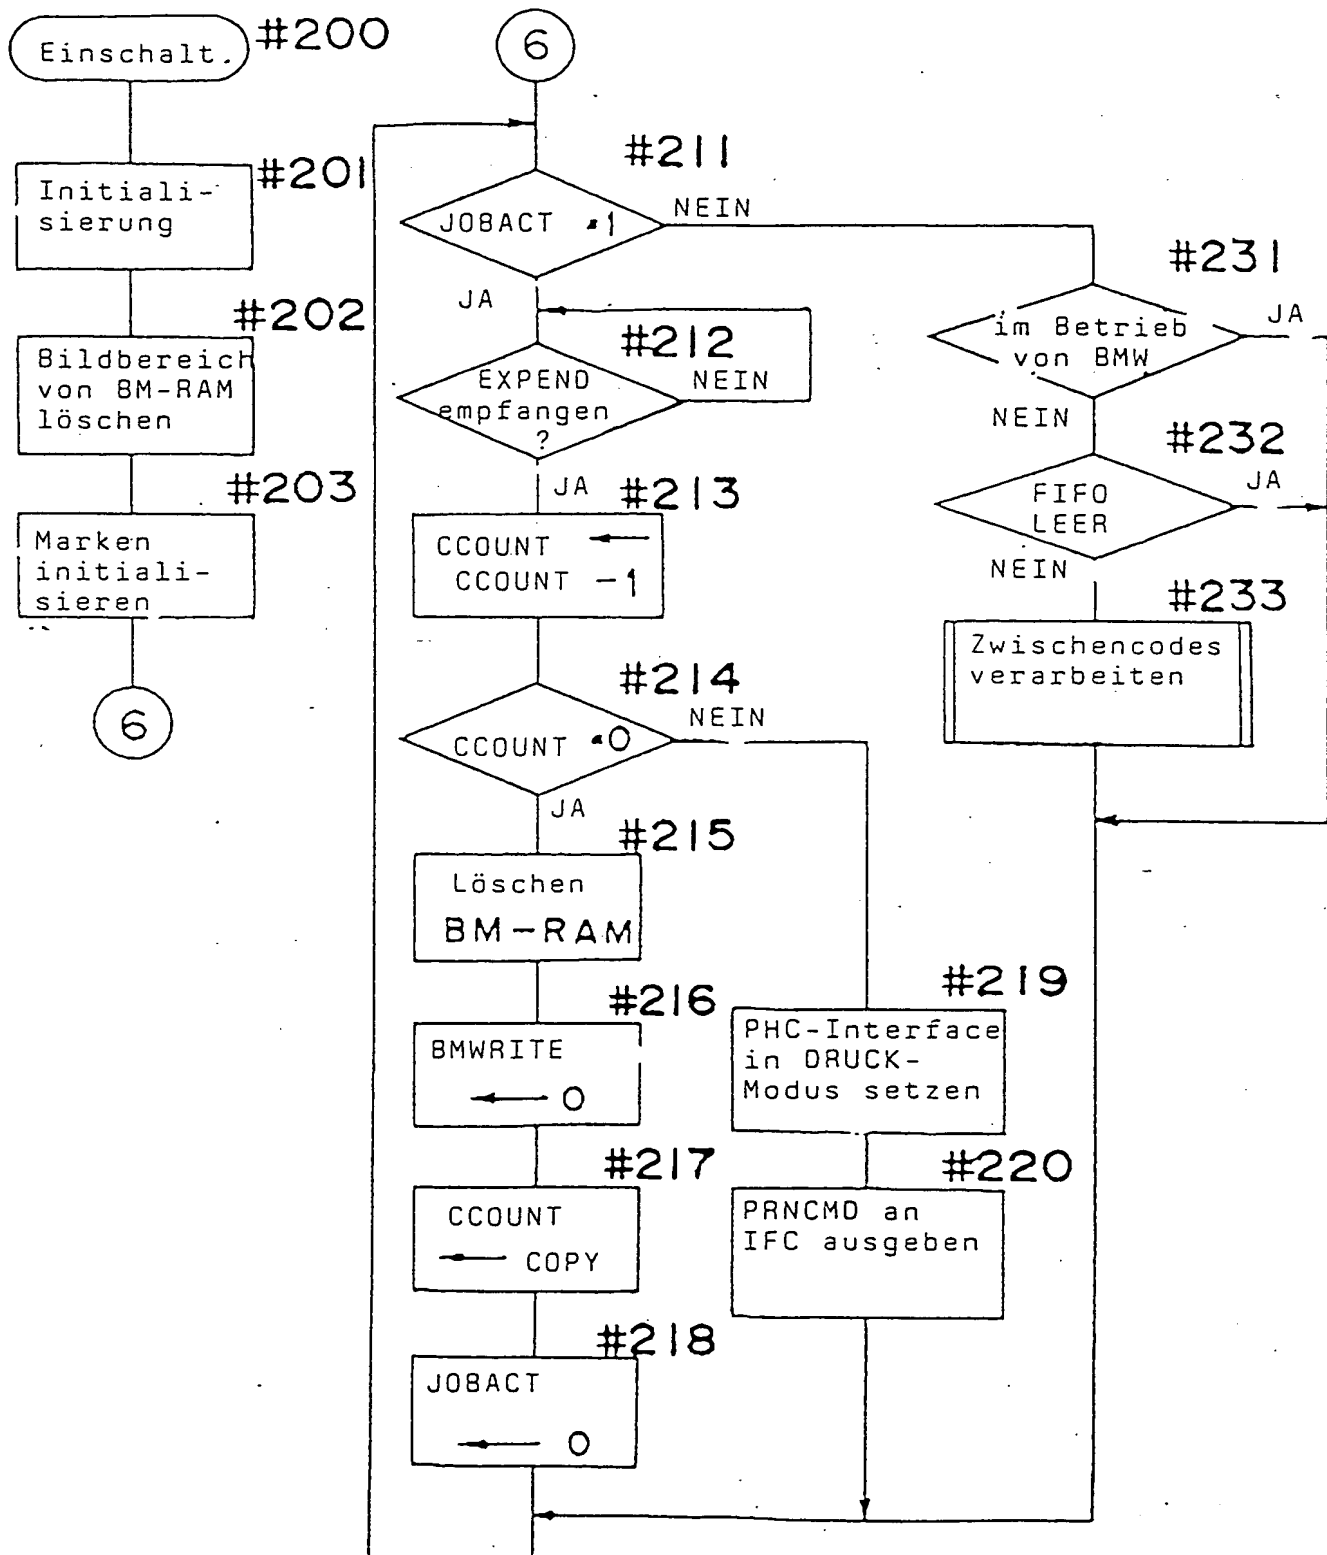 Einschalt.
#200
Initiali-
sierung
#201
#202
Bildbereich
von BM-RAM
löschen
#203
Marken
initiali-
sieren
6
6
#211
JOBACT =1
NEIN
JA
#212
EXPEND
empfangen
?
NEIN
JA
#213
CCOUNT ←
CCOUNT -1
#214
CCOUNT =0
NEIN
JA
#215
Löschen
BM-RAM
#216
BMWRITE
← 0
#217
CCOUNT
← COPY
#218
JOBACT
← 0
#219
PHC-Interface
in DRUCK-
Modus setzen
#220
PRNCMD an
IFC ausgeben
#231
im Betrieb
von BMW
JA
NEIN
#232
FIFO
LEER
JA
NEIN
#233
Zwischencodes
verarbeiten